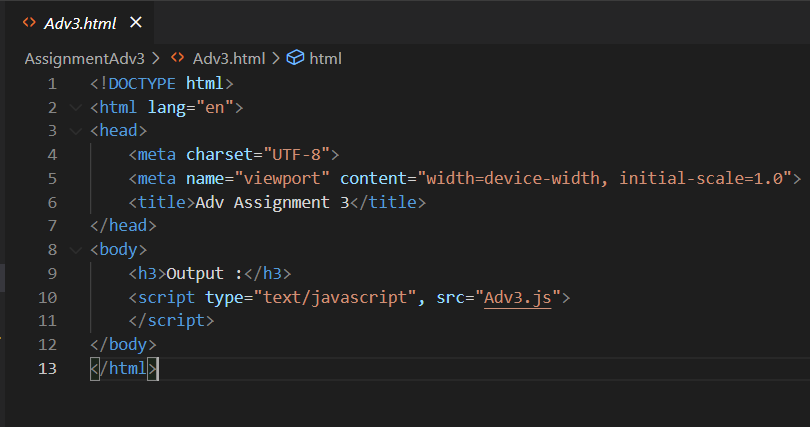 Adv3.html
AssignmentAdv3 > Adv3.html > html
1 <!DOCTYPE html>
2 <html lang="en">
3 <head>
4     <meta charset="UTF-8">
5     <meta name="viewport" content="width=device-width, initial-scale=1.0">
6     <title>Adv Assignment 3</title>
7 </head>
8 <body>
9     <h3>Output :</h3>
10     <script type="text/javascript", src="Adv3.js">
11     </script>
12 </body>
13 </html>